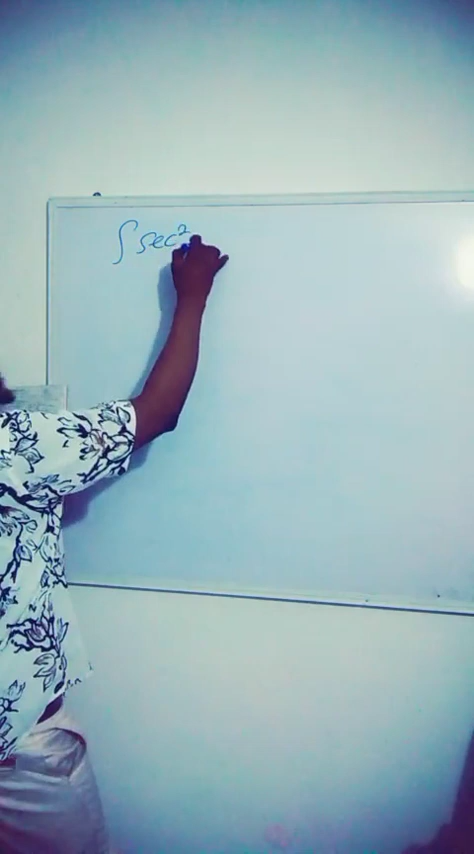 ∫ sec²